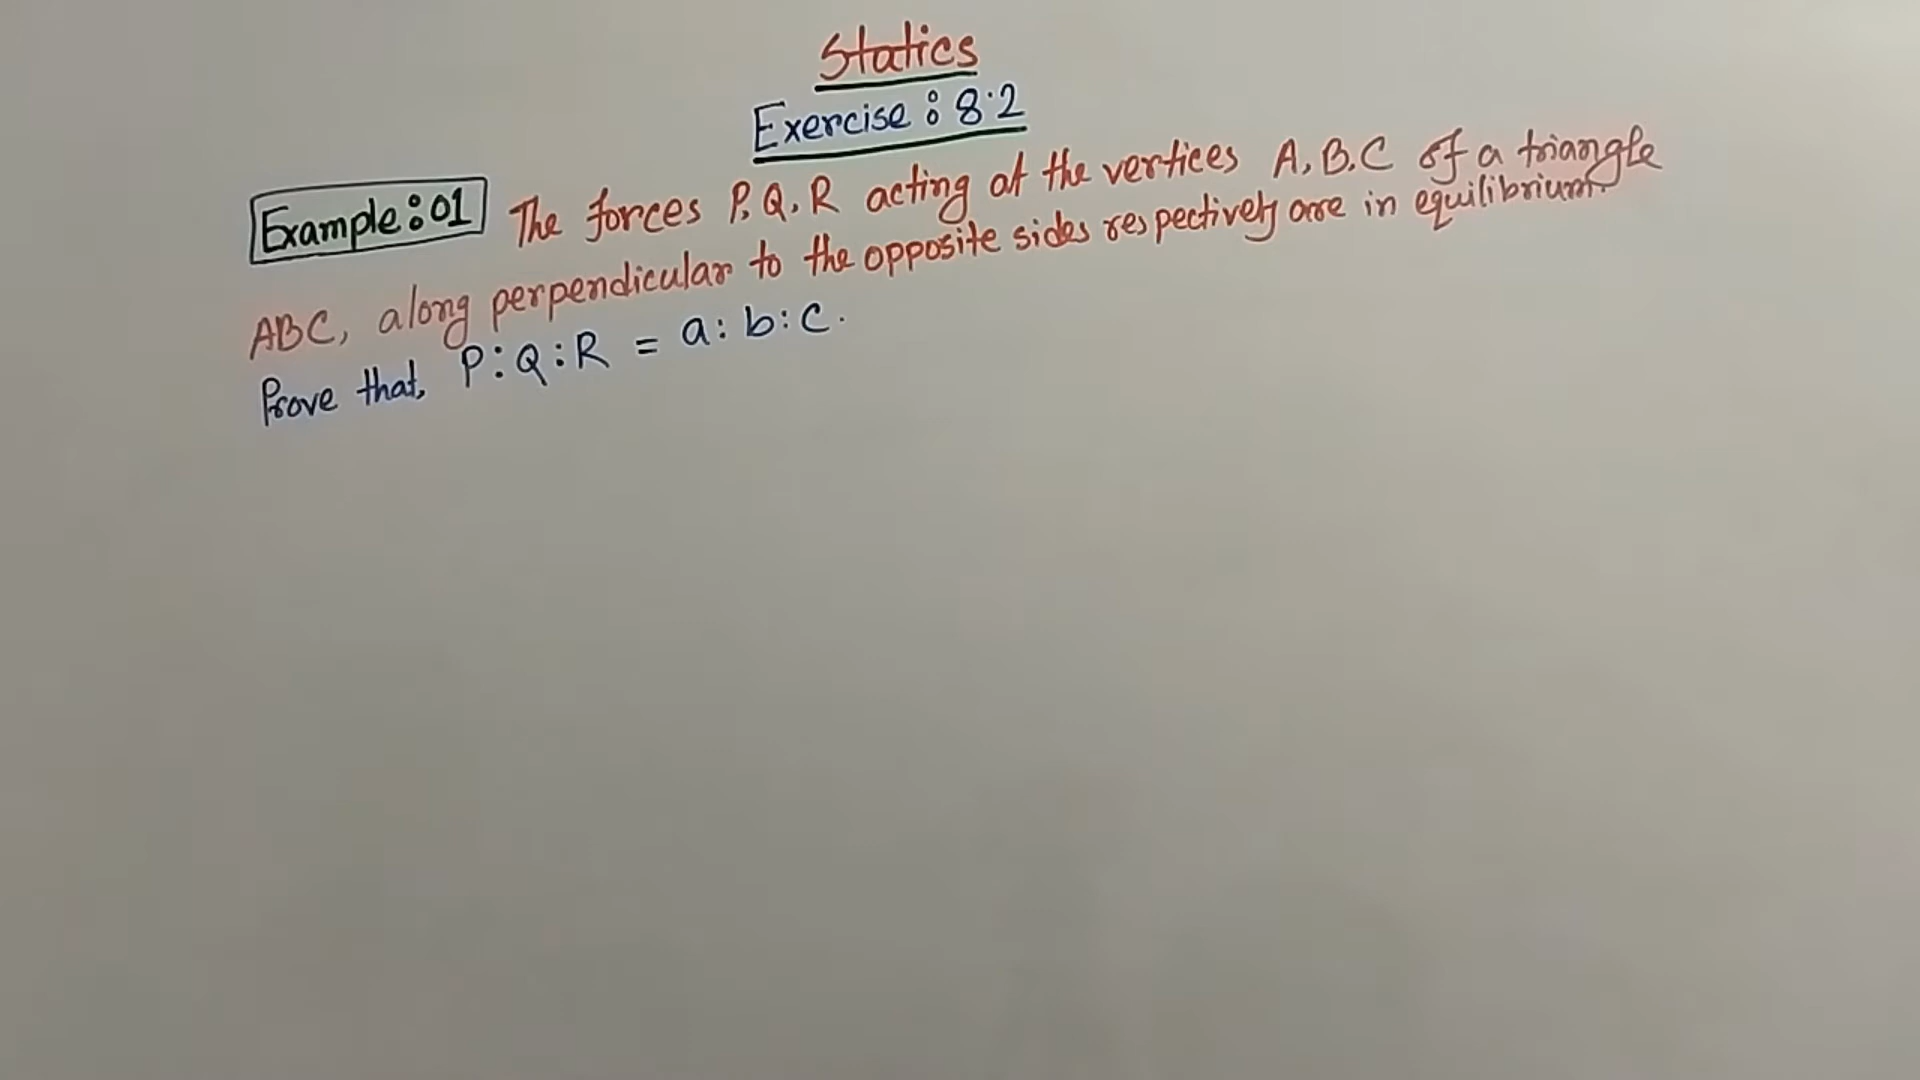 Statics
Exercise : 8.2
Example : 01 The forces P, Q, R acting at the vertices A, B, C of a triangle
ABC, along perpendicular to the opposite sides respectively are in equilibrium.
Prove that, P : Q : R = a : b : c.